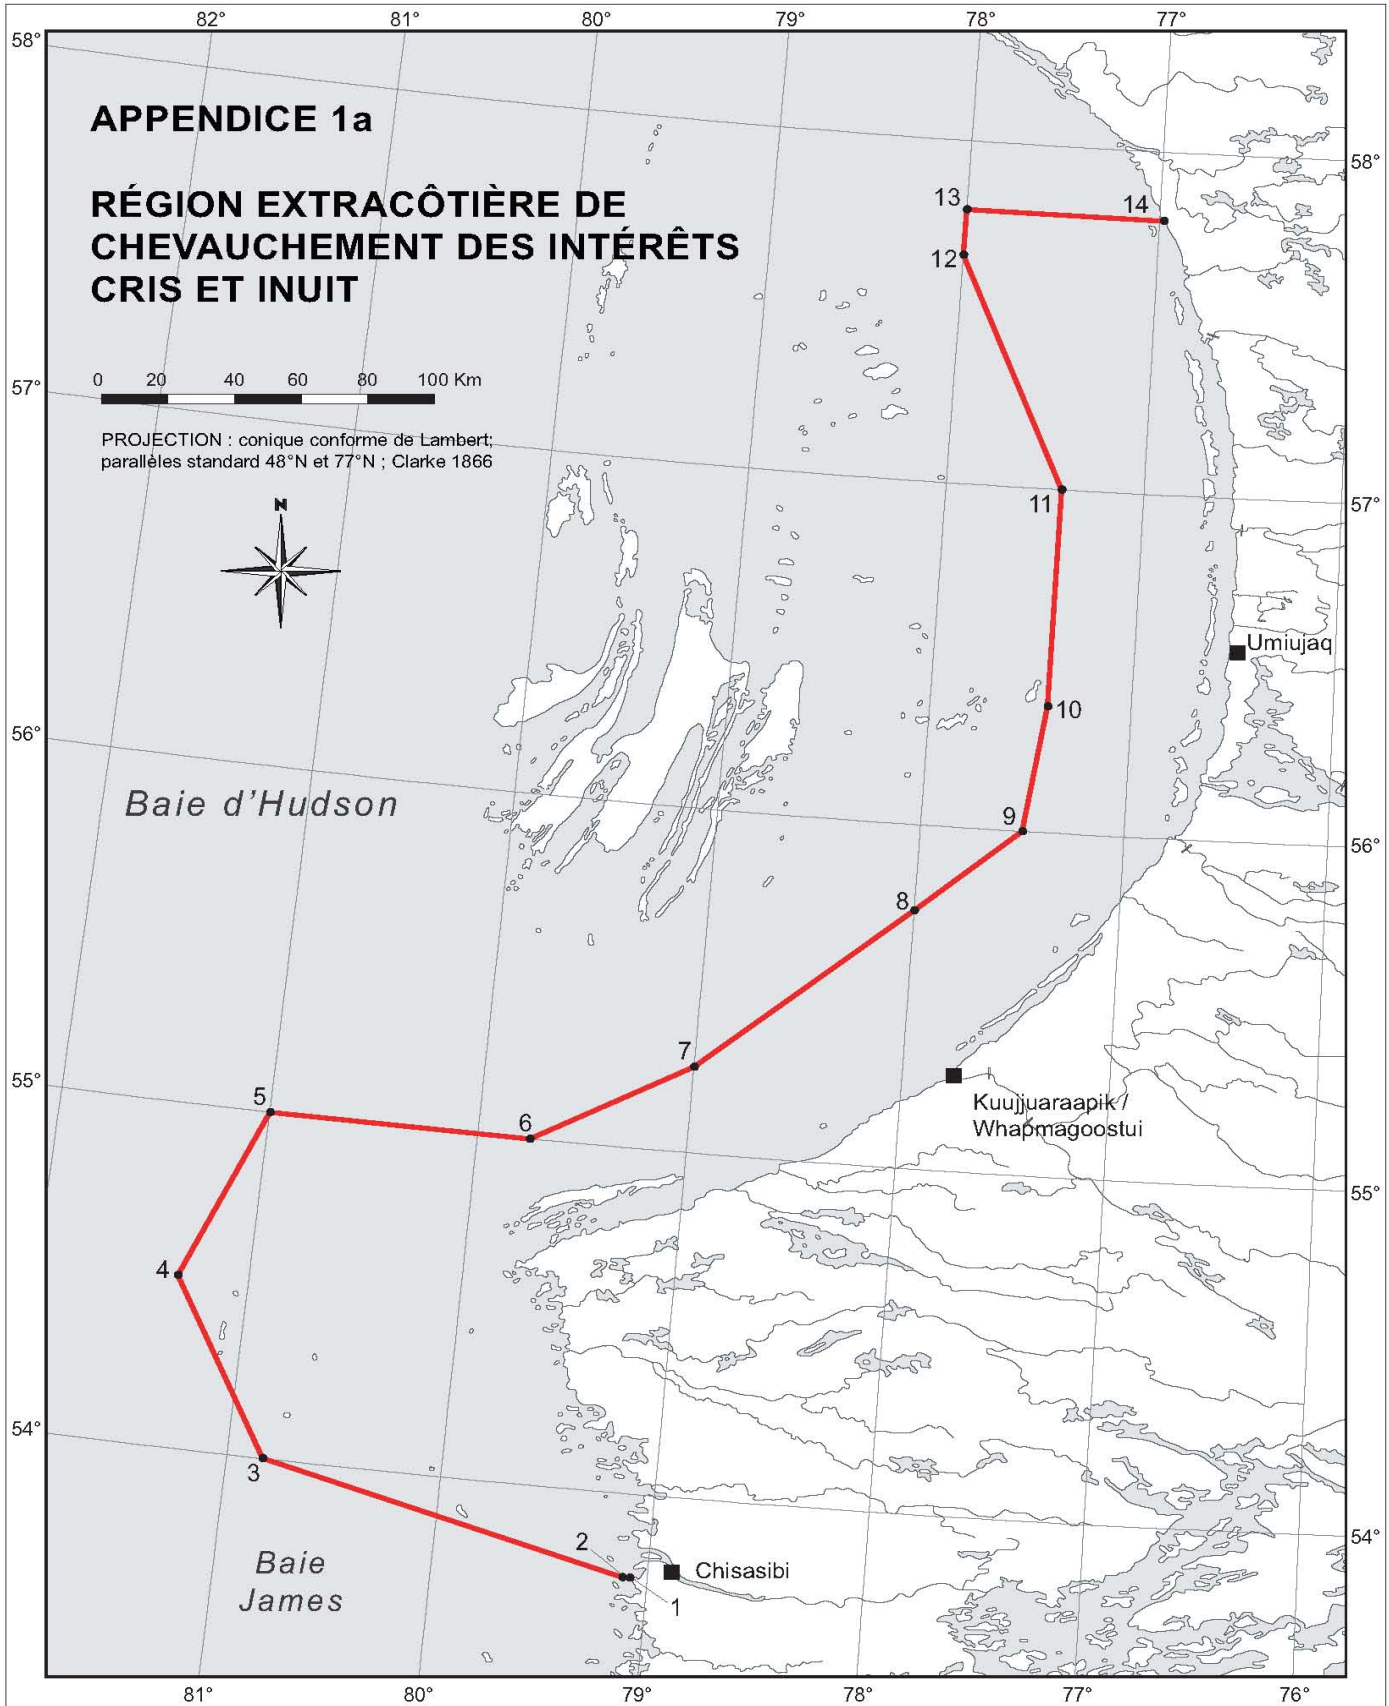 82° 81° 80° 79° 78° 77°
58°
APPENDICE 1a
58°
RÉGION EXTRACÔTIÈRE DE
CHEVAUCHEMENT DES INTÉRÊTS
CRIS ET INUIT
13
14
12
0 20 40 60 80 100 Km
57°
PROJECTION : conique conforme de Lambert;
parallèles standard 48°N et 77°N ; Clarke 1866
N
11
57°
Umiujaq
10
56°
Baie d'Hudson
9
56°
8
7
55°
5
6
Kuujjuaraapik /
Whapmagoostui
55°
4
54°
3
2
54°
Baie
James
Chisasibi
1
81° 80° 79° 78° 77° 76°